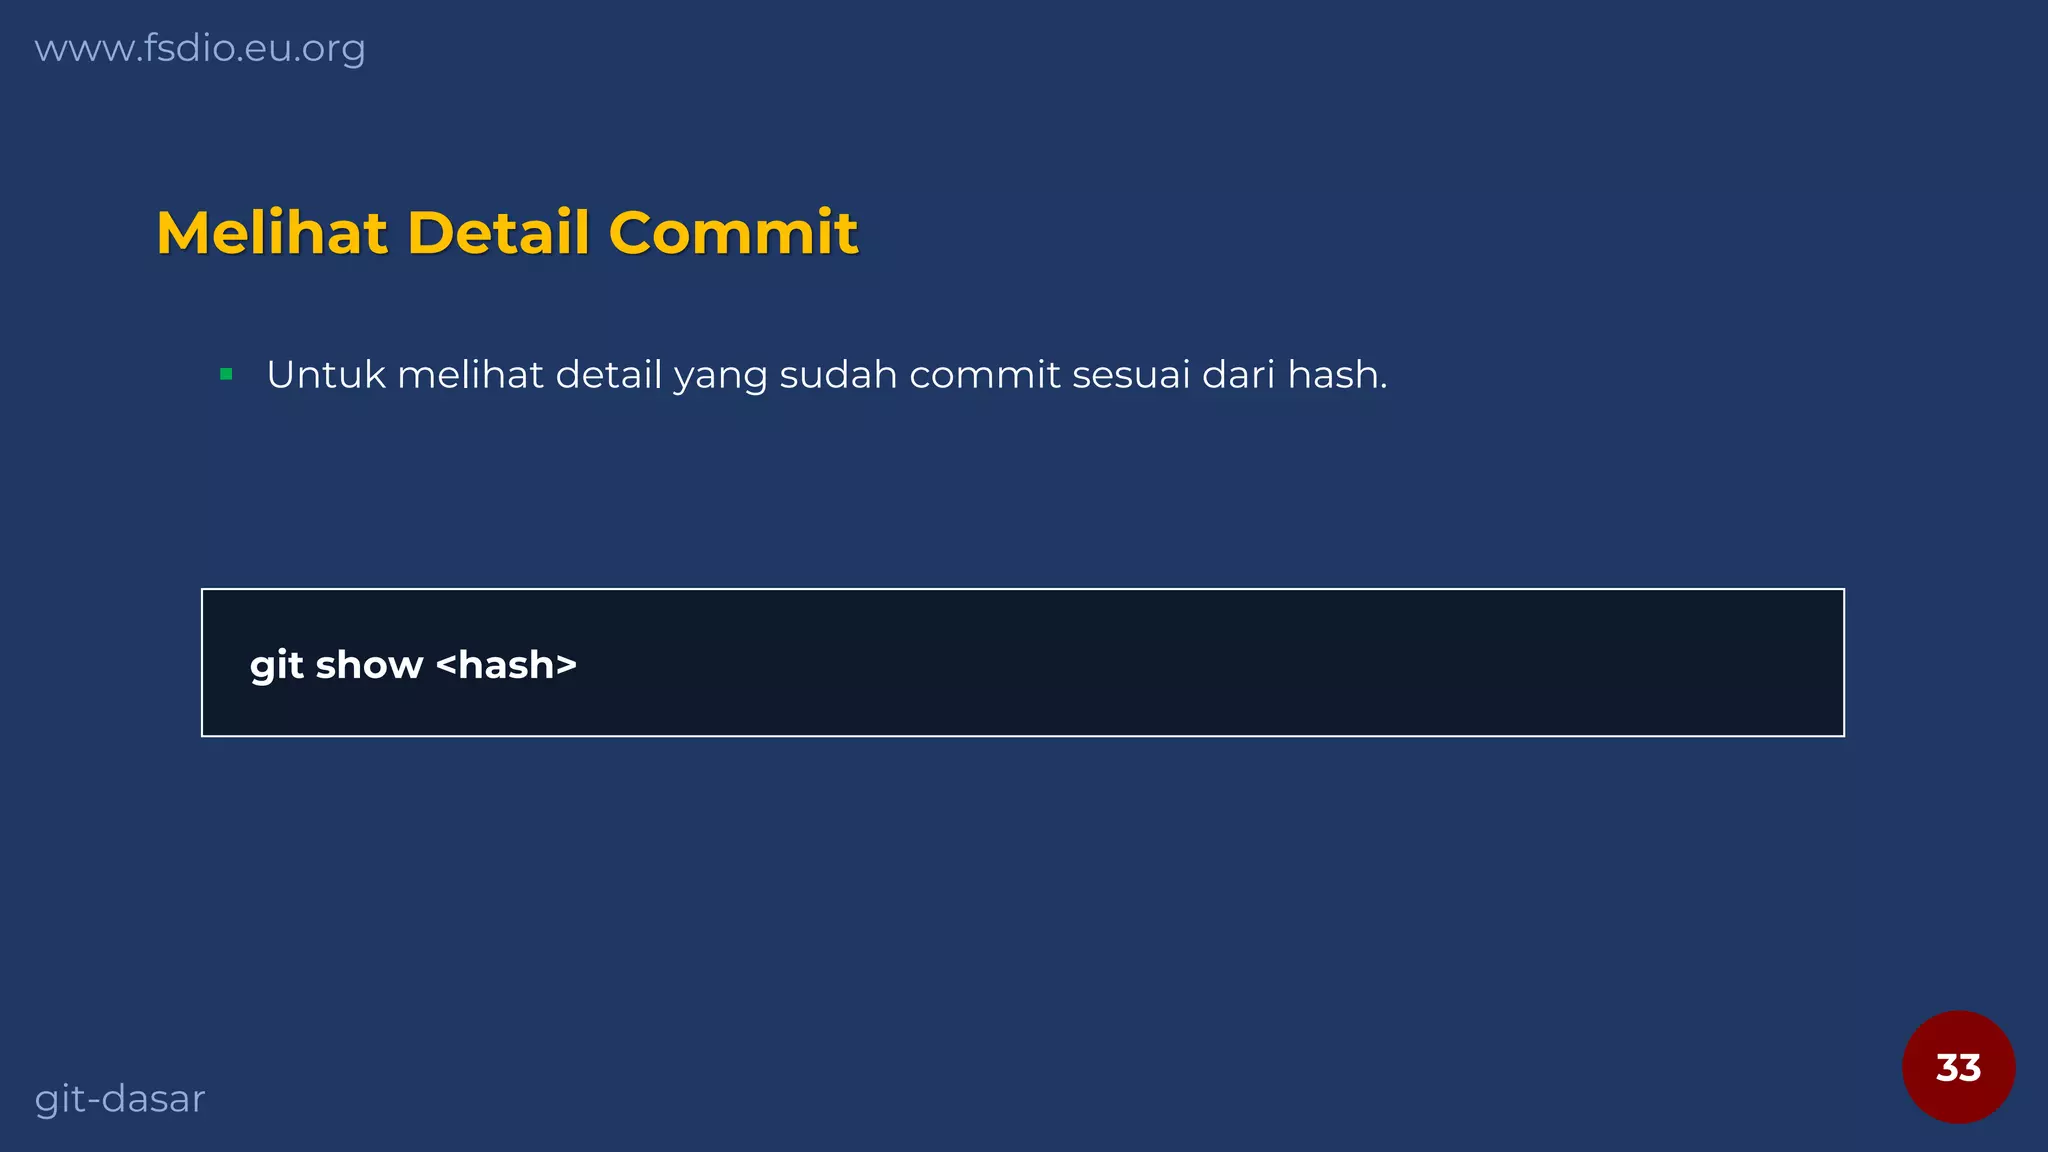 www.fsdio.eu.org
Melihat Detail Commit
▪ Untuk melihat detail yang sudah commit sesuai dari hash.
git show <hash>
33
git-dasar